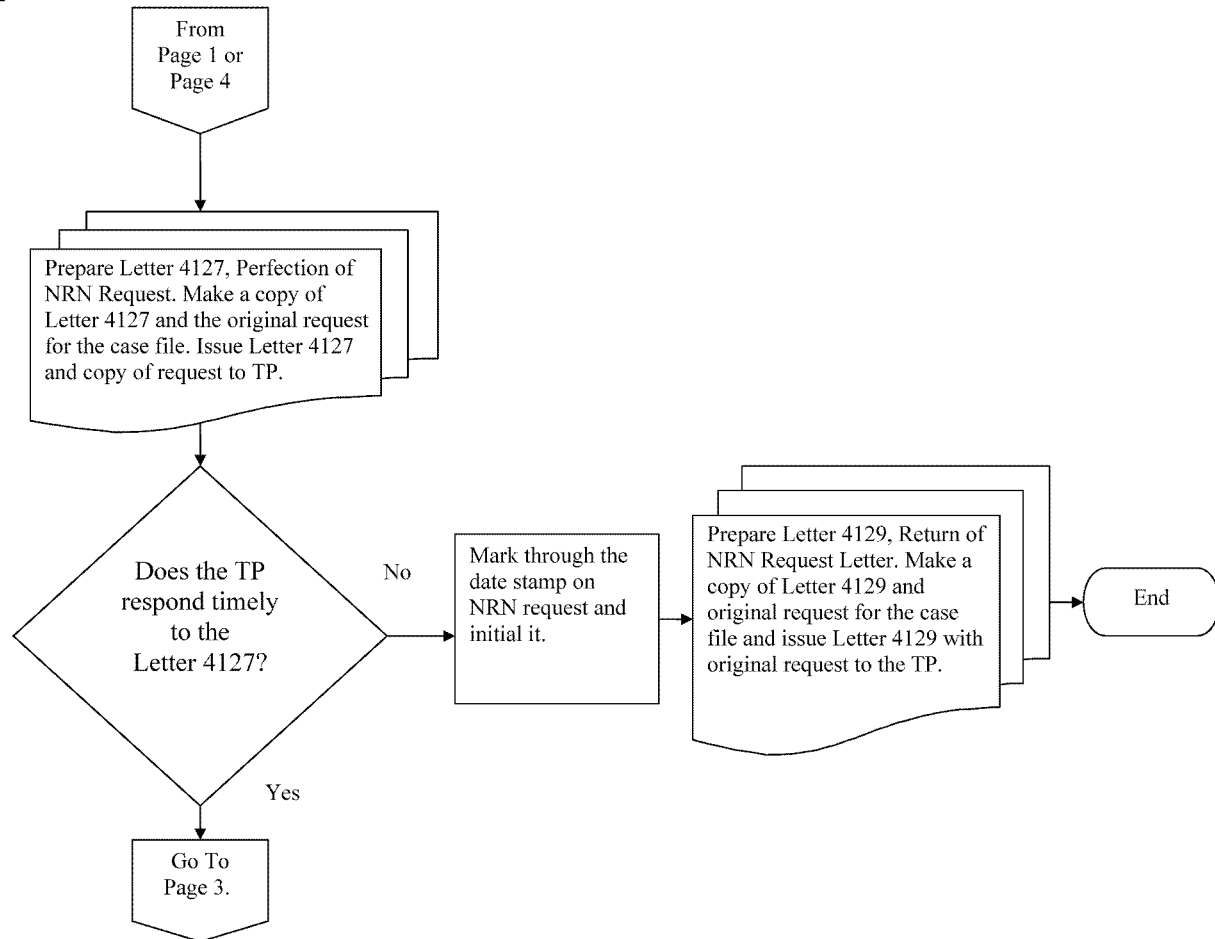 From
Page 1 or
Page 4
Prepare Letter 4127, Perfection of
NRN Request. Make a copy of
Letter 4127 and the original request
for the case file. Issue Letter 4127
and copy of request to TP.
Does the TP
respond timely
to the
Letter 4127?
No
Mark through the
date stamp on
NRN request and
initial it.
Prepare Letter 4129, Return of
NRN Request Letter. Make a
copy of Letter 4129 and
original request for the case
file and issue Letter 4129 with
original request to the TP.
End
Yes
Go To
Page 3.